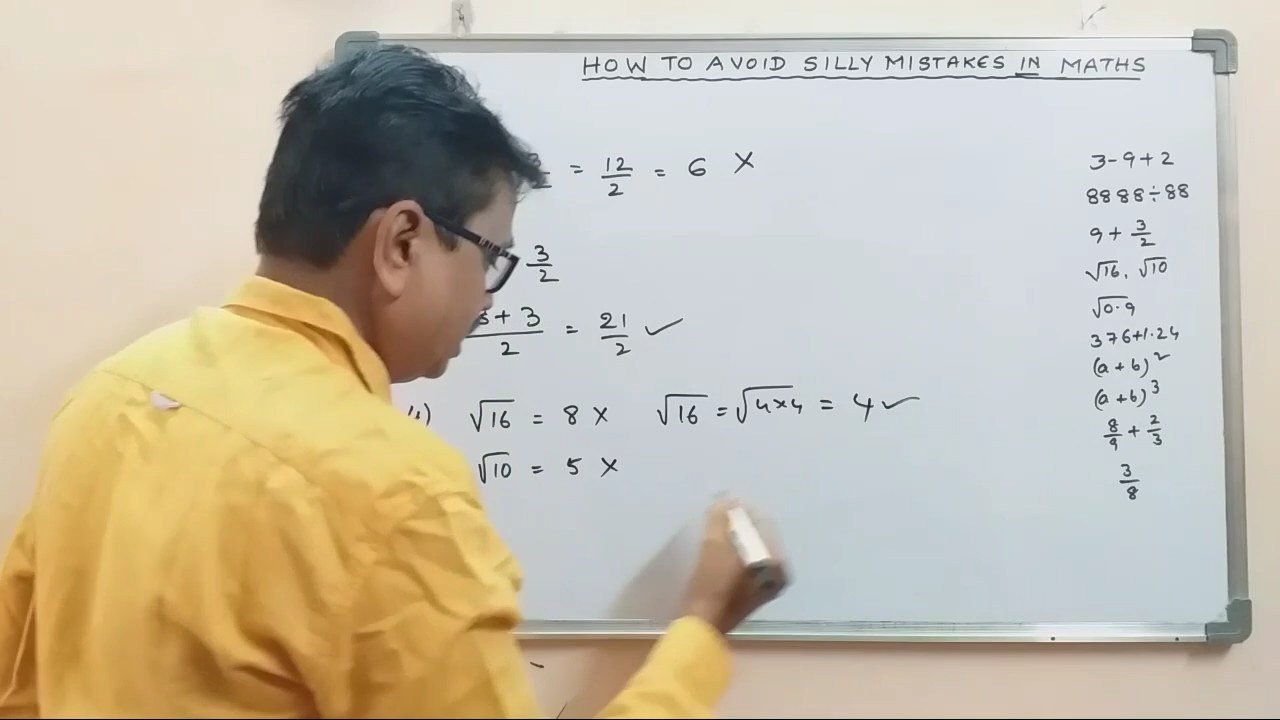 HOW TO AVOID SILLY MISTAKES IN MATHS
= 12/2 = 6 X
3/2
3 + 3/2 = 21/2 ✓
√16 = 8 X √16 = √4×4 = 4 ✓
√10 = 5 X
3 - 9 + 2
8888 ÷ 88
9 + 3/2
√16, √10
√0.9
376 + 1.24
(a + b)²
(a + b)³
8/9 + 2/3
3/8